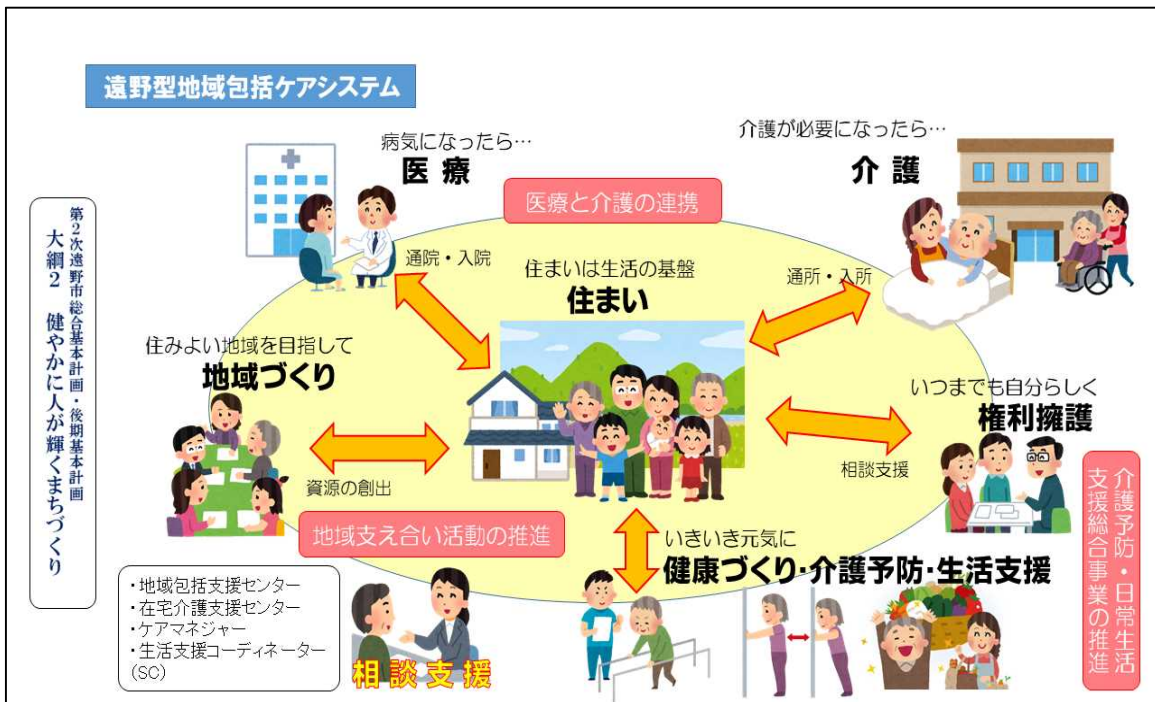 遠野型地域包括ケアシステム
病気になったら…
医療
介護が必要になったら…
介護
医療と介護の連携
第2次遠野市総合基本計画・後期基本計画
大綱2 健やかに人が輝くまちづくり
通院・入院
住まいは生活の基盤
住まい
通所・入所
住みよい地域を目指して
地域づくり
いつまでも自分らしく
権利擁護
資源の創出
相談支援
地域支え合い活動の推進
いきいき元気に
健康づくり・介護予防・生活支援
介護予防・日常生活
支援総合事業の推進
・地域包括支援センター
・在宅介護支援センター
・ケアマネジャー
・生活支援コーディネーター
(SC)
相談支援